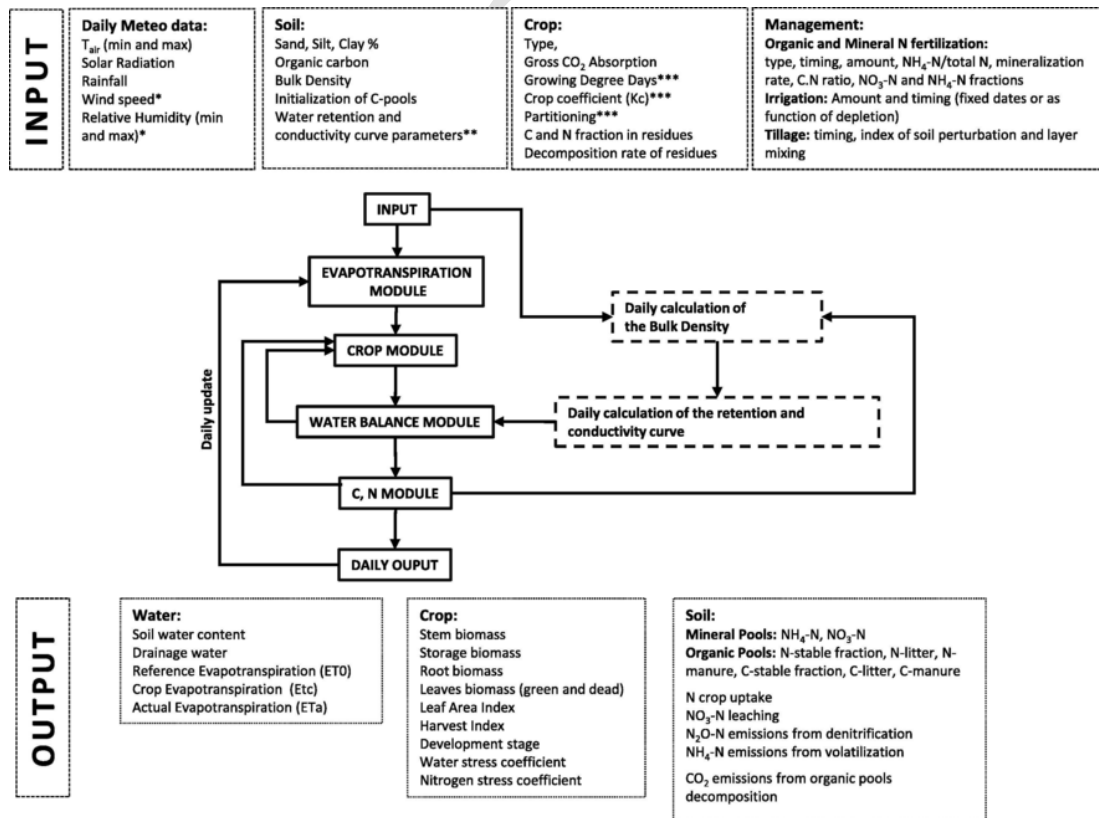 INPUT
Daily Meteo data:
T_air (min and max)
Solar Radiation
Rainfall
Wind speed*
Relative Humidity (min
and max)*
Soil:
Sand, Silt, Clay %
Organic carbon
Bulk Density
Initialization of C-pools
Water retention and
conductivity curve parameters**
Crop:
Type,
Gross CO₂ Absorption
Growing Degree Days***
Crop coefficient (Kc)***
Partitioning***
C and N fraction in residues
Decomposition rate of residues
Management:
Organic and Mineral N fertilization:
type, timing, amount, NH₄-N/total N, mineralization
rate, C.N ratio, NO₃-N and NH₄-N fractions
Irrigation: Amount and timing (fixed dates or as
function of depletion)
Tillage: timing, index of soil perturbation and layer
mixing
INPUT
EVAPOTRANSPIRATION
MODULE
CROP MODULE
WATER BALANCE MODULE
C, N MODULE
DAILY OUPUT
Daily update
Daily calculation of
the Bulk Density
Daily calculation of the retention and
conductivity curve
OUTPUT
Water:
Soil water content
Drainage water
Reference Evapotranspiration (ET0)
Crop Evapotranspiration (Etc)
Actual Evapotranspiration (ETa)
Crop:
Stem biomass
Storage biomass
Root biomass
Leaves biomass (green and dead)
Leaf Area Index
Harvest Index
Development stage
Water stress coefficient
Nitrogen stress coefficient
Soil:
Mineral Pools: NH₄-N, NO₃-N
Organic Pools: N-stable fraction, N-litter, N-
manure, C-stable fraction, C-litter, C-manure
N crop uptake
NO₃-N leaching
N₂O-N emissions from denitrification
NH₄-N emissions from volatilization
CO₂ emissions from organic pools
decomposition